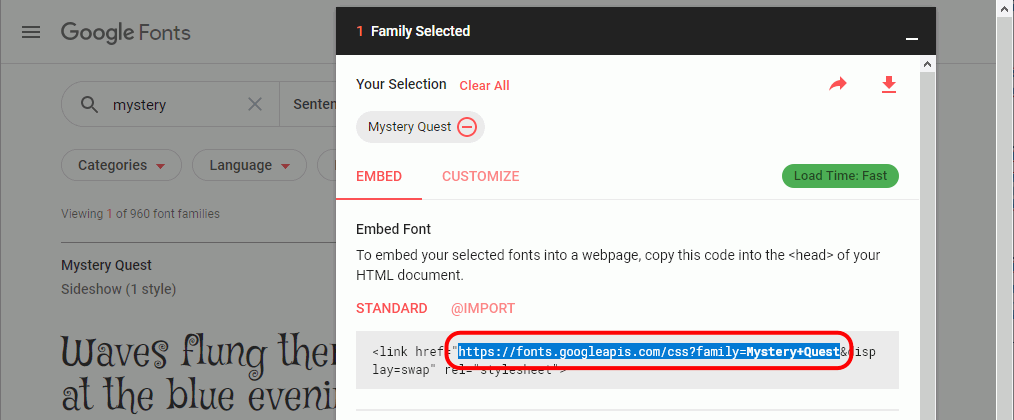 Google Fonts
1 Family Selected
mystery
Senten
Your Selection Clear All
Mystery Quest
Categories
Language
EMBED CUSTOMIZE Load Time: Fast
Viewing 1 of 960 font families
Mystery Quest
Sideshow (1 style)
Waves flung ther
at the blue evenin
Embed Font
To embed your selected fonts into a webpage, copy this code into the <head> of your
HTML document.
STANDARD @IMPORT
<link href="https://fonts.googleapis.com/css?family=Mystery+Quest&disp
lay=swap" rel="stylesheet">